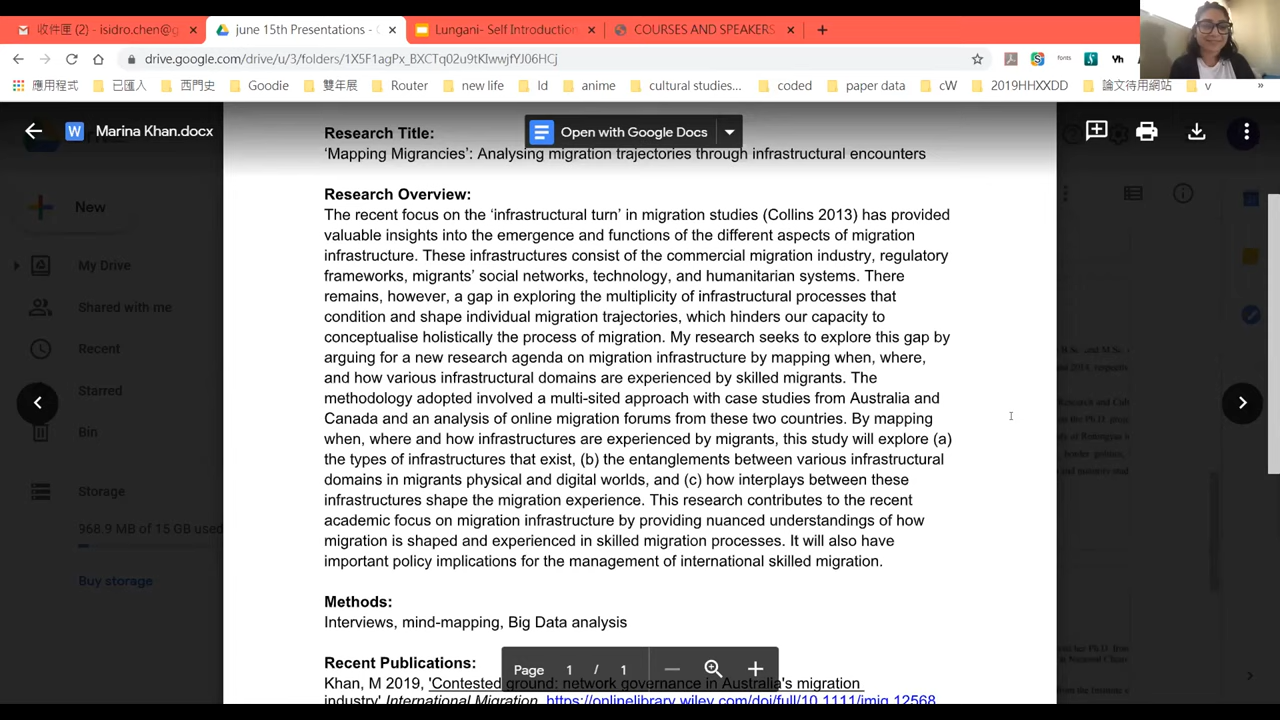 收件匣 (2) - isidro.chen@g
june 15th Presentations -
Lungani- Self Introduction
COURSES AND SPEAKERS
drive.google.com/drive/u/3/folders/1X5F1agPx_BXCTq02u9tKlwwjfYJ06HCj
fonts
Yh
應用程式
已匯入
西門史
Goodie
雙年展
Router
new life
Id
anime
cultural studies...
coded
paper data
cW
2019HHXXDD
論文待用網站
v
»
Marina Khan.docx
Open with Google Docs
New
My Drive
Shared with me
Recent
Starred
Bin
Storage
968.9 MB of 15 GB used
Buy storage
Research Title:
‘Mapping Migrancies’: Analysing migration trajectories through infrastructural encounters
Research Overview:
The recent focus on the ‘infrastructural turn’ in migration studies (Collins 2013) has provided
valuable insights into the emergence and functions of the different aspects of migration
infrastructure. These infrastructures consist of the commercial migration industry, regulatory
frameworks, migrants’ social networks, technology, and humanitarian systems. There
remains, however, a gap in exploring the multiplicity of infrastructural processes that
condition and shape individual migration trajectories, which hinders our capacity to
conceptualise holistically the process of migration. My research seeks to explore this gap by
arguing for a new research agenda on migration infrastructure by mapping when, where,
and how various infrastructural domains are experienced by skilled migrants. The
methodology adopted involved a multi-sited approach with case studies from Australia and
Canada and an analysis of online migration forums from these two countries. By mapping
when, where and how infrastructures are experienced by migrants, this study will explore (a)
the types of infrastructures that exist, (b) the entanglements between various infrastructural
domains in migrants physical and digital worlds, and (c) how interplays between these
infrastructures shape the migration experience. This research contributes to the recent
academic focus on migration infrastructure by providing nuanced understandings of how
migration is shaped and experienced in skilled migration processes. It will also have
important policy implications for the management of international skilled migration.
Methods:
Interviews, mind-mapping, Big Data analysis
Recent Publications:
Khan, M 2019, 'Contested ground: network governance in Australia's migration
industry' International Migration, https://onlinelibrary.wiley.com/doi/full/10.1111/imig.12568
Page 1 / 1